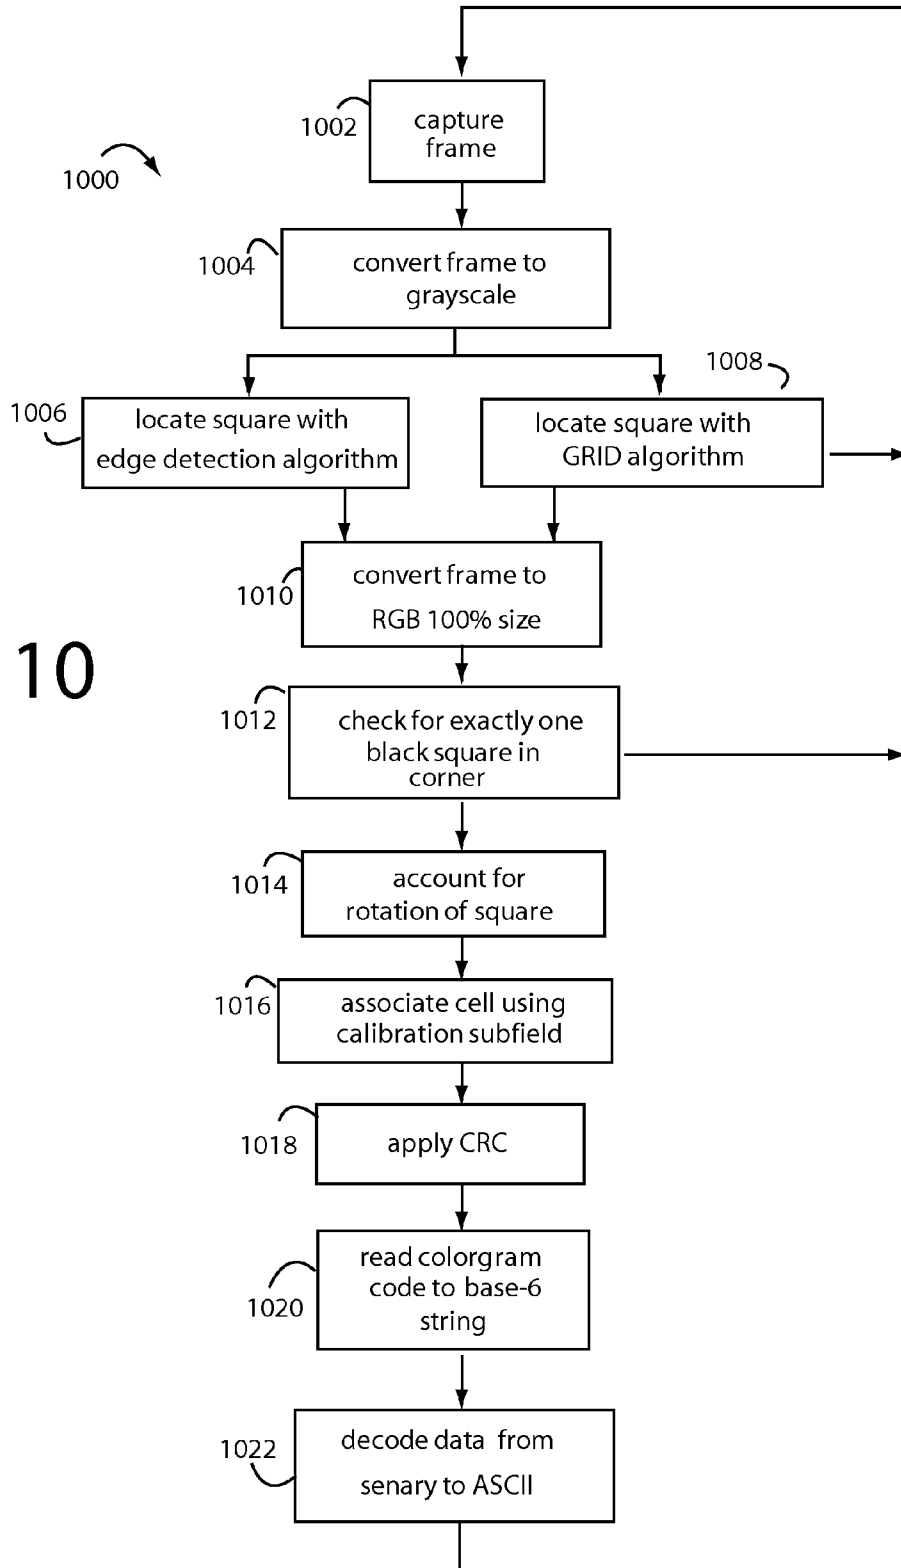 1002
capture
frame
1000
1004
convert frame to
grayscale
1008
1006
locate square with
edge detection algorithm
locate square with
GRID algorithm
1010
convert frame to
RGB 100% size
10
1012
check for exactly one
black square in
corner
1014
account for
rotation of square
1016
associate cell using
calibration subfield
1018
apply CRC
1020
read colorgram
code to base-6
string
1022
decode data from
senary to ASCII